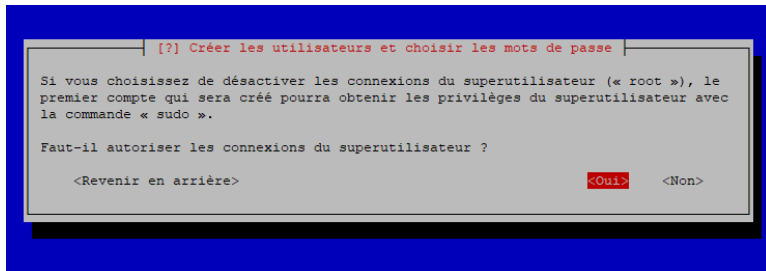 [?] Créer les utilisateurs et choisir les mots de passe
Si vous choisissez de désactiver les connexions du superutilisateur (« root »), le
premier compte qui sera créé pourra obtenir les privilèges du superutilisateur avec
la commande « sudo ».
Faut-il autoriser les connexions du superutilisateur ?
<Revenir en arrière> <Oui> <Non>